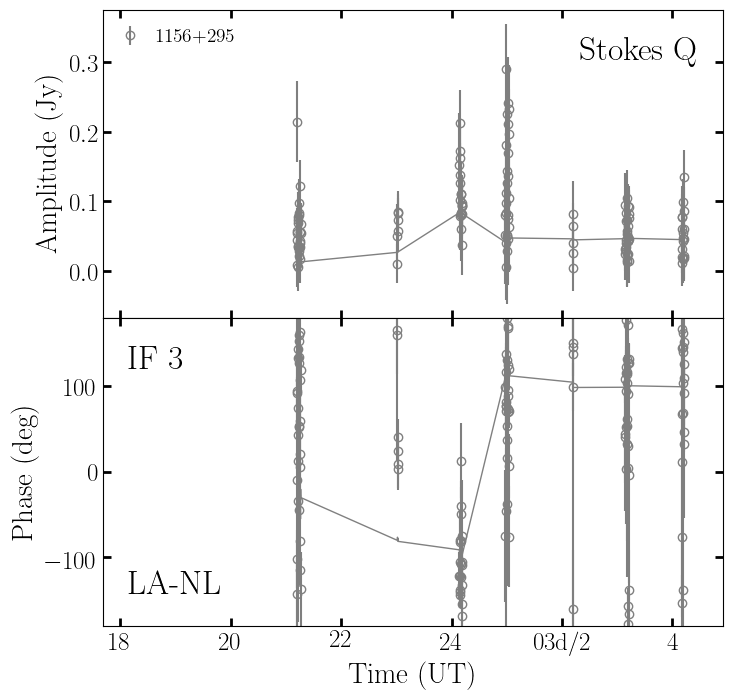 1156+295
Stokes Q
Amplitude (Jy)
0.3
0.2
0.1
0.0
IF 3
LA-NL
Phase (deg)
100
0
−100
18 20 22 24 03d/2 4
Time (UT)